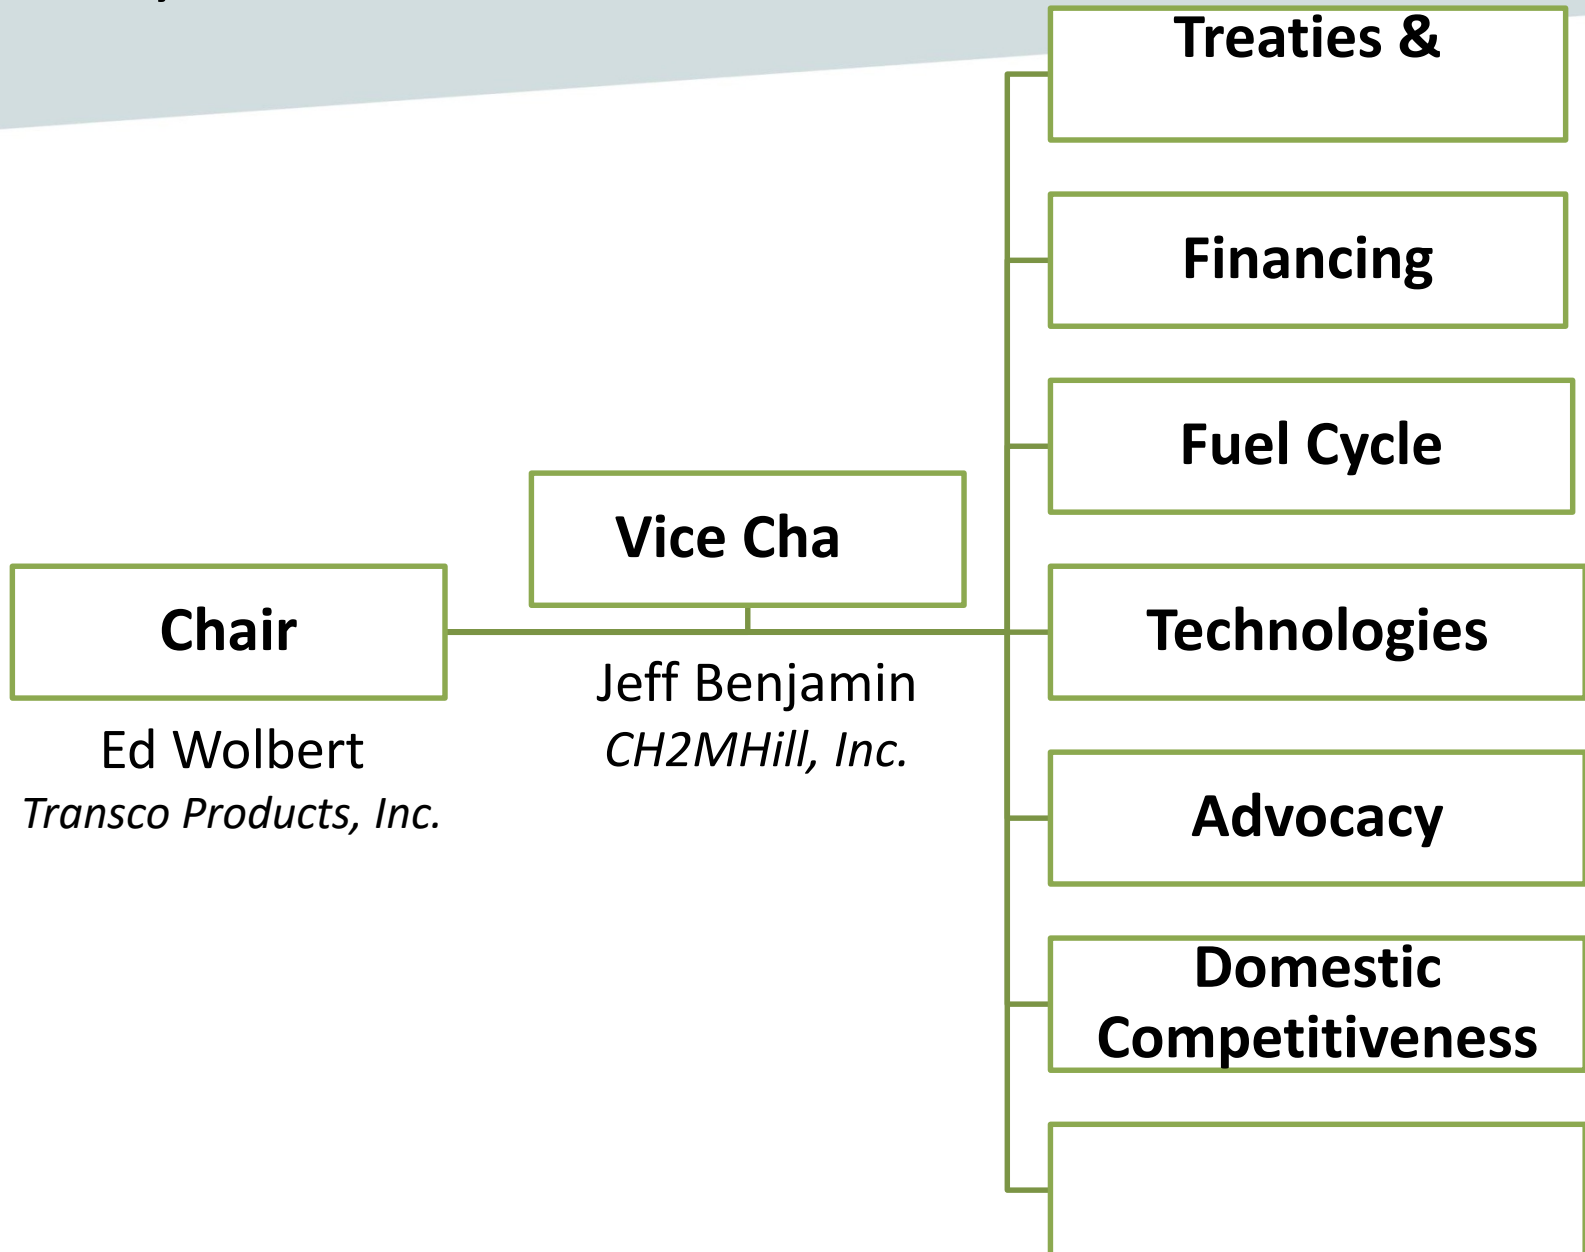 Treaties &
Financing
Fuel Cycle
Vice Cha
Chair
Technologies
Jeff Benjamin
CH2MHill, Inc.
Ed Wolbert
Transco Products, Inc.
Advocacy
Domestic
Competitiveness